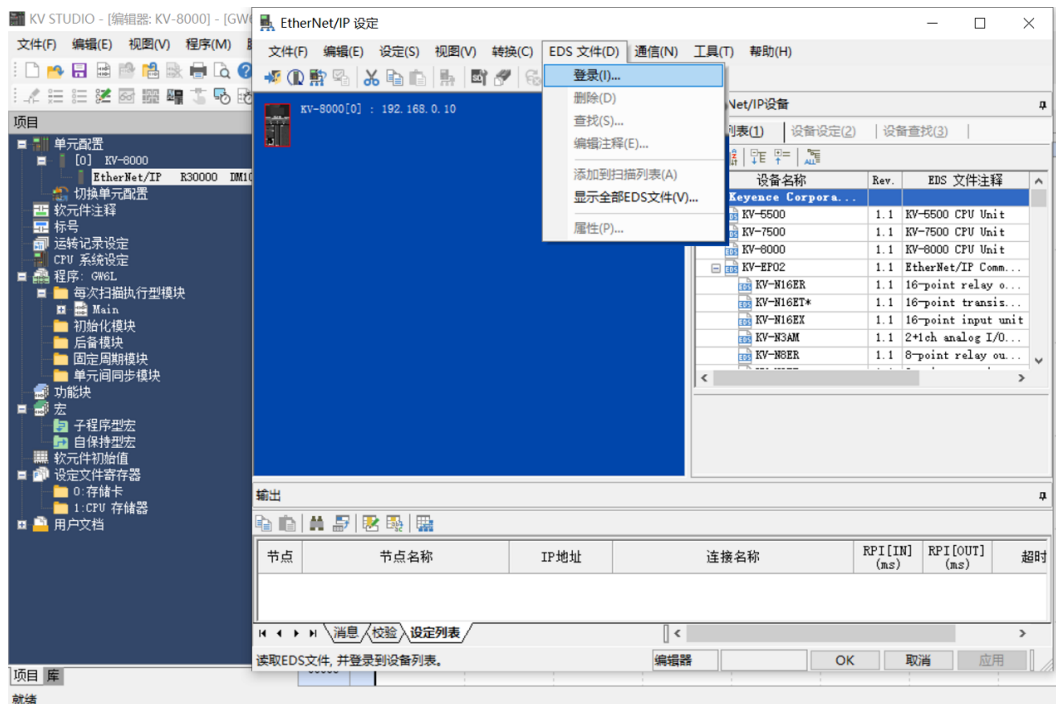 KV STUDIO - [编辑器: KV-8000] - [GW6
文件(F) 编辑(E) 视图(V) 程序(M)
项目
单元配置
[0] KV-8000
EtherNet/IP R30000 DM10
切换单元配置
软元件注释
标号
运转记录设定
CPU 系统设定
程序: GW6L
每次扫描执行型模块
Main
初始化模块
后备模块
固定周期模块
单元间同步模块
功能块
宏
子程序型宏
自保持型宏
软元件初始值
设定文件寄存器
0:存储卡
1:CPU 存储器
用户文档
项目 库
就绪
EtherNet/IP 设定
文件(F) 编辑(E) 设定(S) 视图(V) 转换(C) EDS 文件(D) 通信(N) 工具(T) 帮助(H)
登录(I)...
删除(D)
查找(S)...
编辑注释(E)...
添加到扫描列表(A)
显示全部EDS文件(V)...
属性(P)...
KV-8000[0] : 192.168.0.10
Net/IP设备
列表(1) 设备设定(2) 设备查找(3)
设备名称 Rev. EDS 文件注释
Keyence Corpora...
KV-5500 1.1 KV-5500 CPU Unit
KV-7500 1.1 KV-7500 CPU Unit
KV-8000 1.1 KV-8000 CPU Unit
KV-EP02 1.1 EtherNet/IP Comm...
KV-N16ER 1.1 16-point relay o...
KV-N16ET* 1.1 16-point transis...
KV-N16EX 1.1 16-point input unit
KV-N3AM 1.1 2+1ch analog I/O...
KV-N8ER 1.1 8-point relay ou...
输出
节点 节点名称 IP地址 连接名称 RPI[IN] (ms) RPI[OUT] (ms) 超时
消息 校验 设定列表
读取EDS文件, 并登录到设备列表。 编辑器 OK 取消 应用